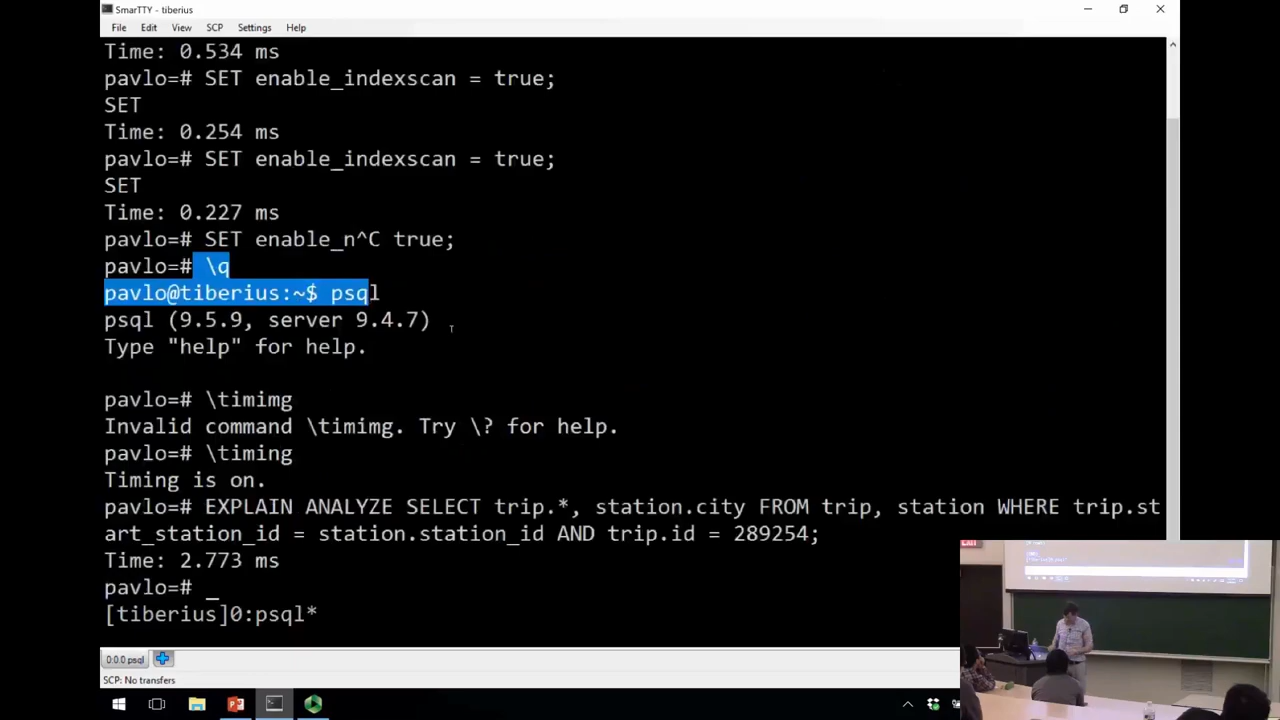 SmarTTY - tiberius
File Edit View SCP Settings Help
Time: 0.534 ms
pavlo=# SET enable_indexscan = true;
SET
Time: 0.254 ms
pavlo=# SET enable_indexscan = true;
SET
Time: 0.227 ms
pavlo=# SET enable_n^C true;
pavlo=# \q
pavlo@tiberius:~$ psql
psql (9.5.9, server 9.4.7)
Type "help" for help.
pavlo=# \timimg
Invalid command \timimg. Try \? for help.
pavlo=# \timing
Timing is on.
pavlo=# EXPLAIN ANALYZE SELECT trip.*, station.city FROM trip, station WHERE trip.st
art_station_id = station.station_id AND trip.id = 289254;
Time: 2.773 ms
pavlo=# _
[tiberius]0:psql*
0:0.0 psql
SCP: No transfers
EXIT